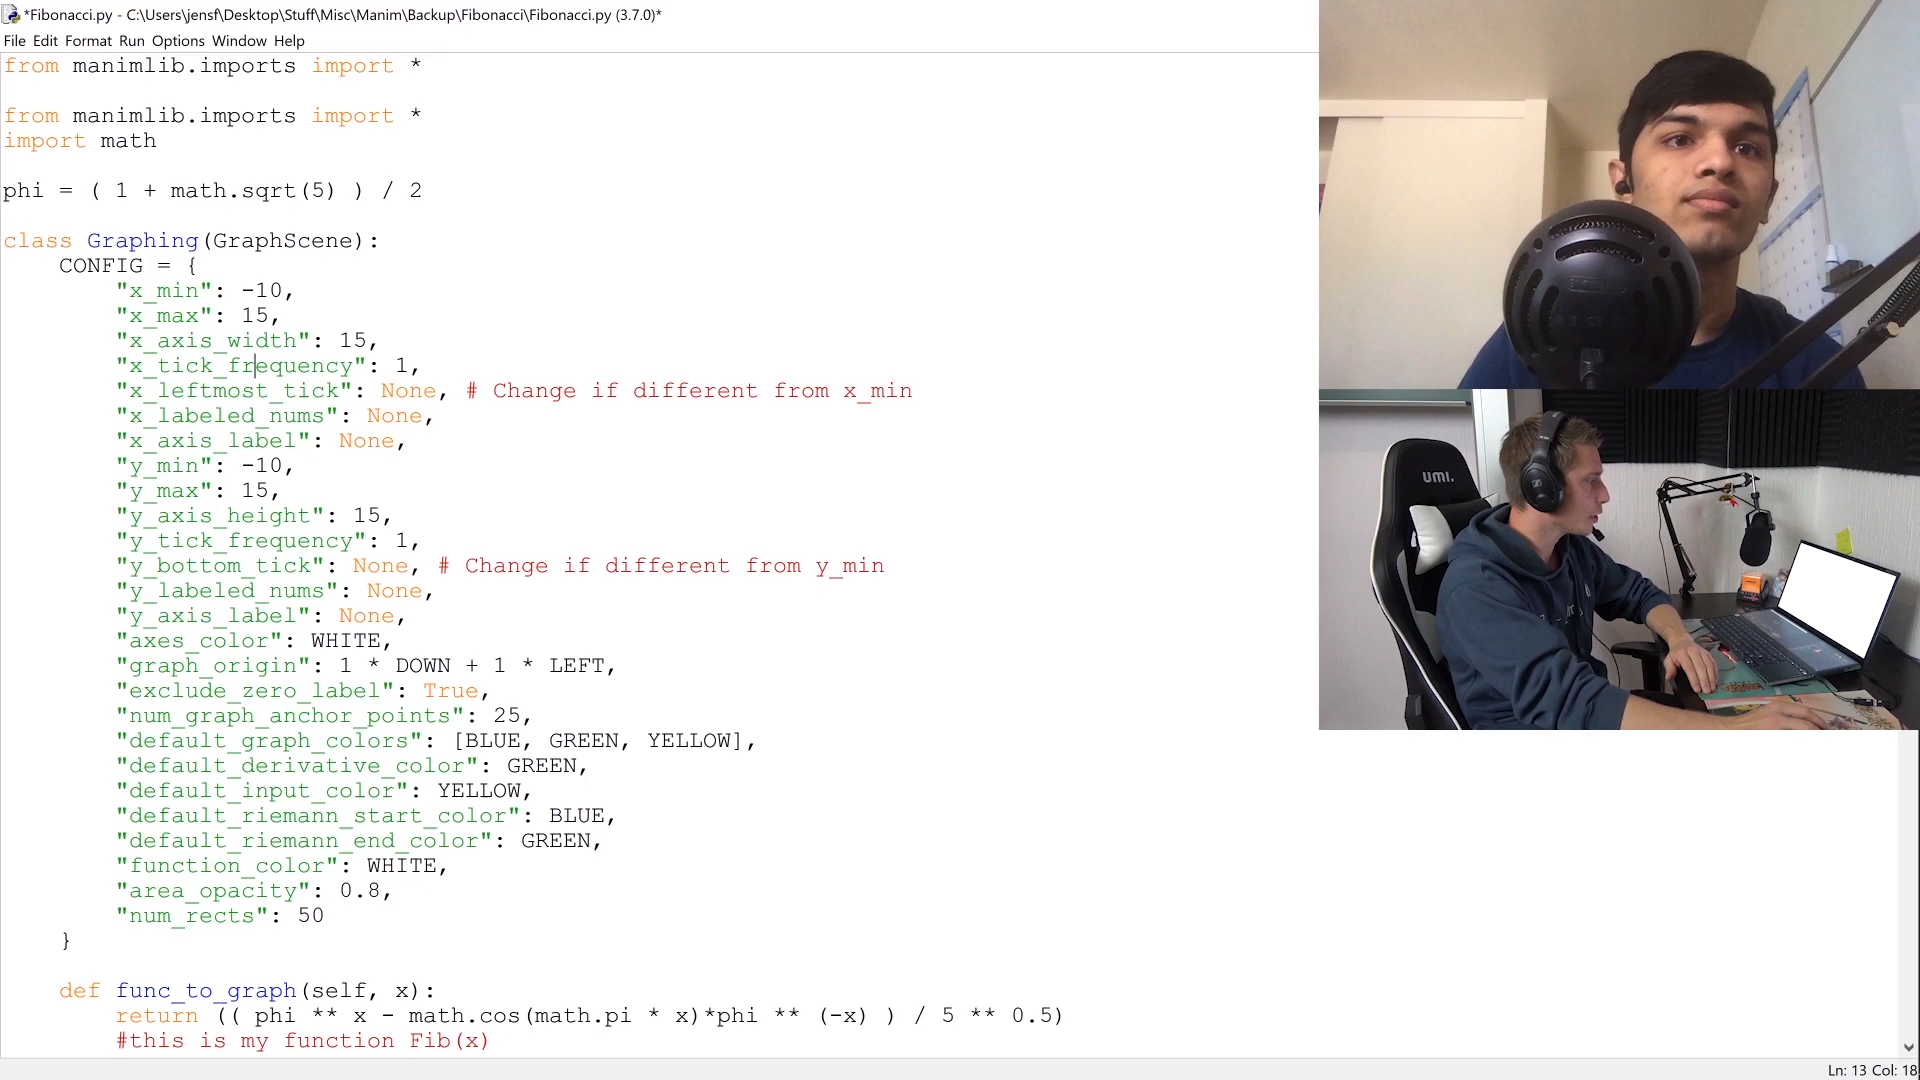 *Fibonacci.py - C:\Users\jensf\Desktop\Stuff\Misc\Manim\Backup\Fibonacci\Fibonacci.py (3.7.0)*
File Edit Format Run Options Window Help
from manimlib.imports import *
from manimlib.imports import *
import math
phi = ( 1 + math.sqrt(5) ) / 2
class Graphing(GraphScene):
CONFIG = {
"x_min": -10,
"x_max": 15,
"x_axis_width": 15,
"x_tick_frequency": 1,
"x_leftmost_tick": None, # Change if different from x_min
"x_labeled_nums": None,
"x_axis_label": None,
"y_min": -10,
"y_max": 15,
"y_axis_height": 15,
"y_tick_frequency": 1,
"y_bottom_tick": None, # Change if different from y_min
"y_labeled_nums": None,
"y_axis_label": None,
"axes_color": WHITE,
"graph_origin": 1 * DOWN + 1 * LEFT,
"exclude_zero_label": True,
"num_graph_anchor_points": 25,
"default_graph_colors": [BLUE, GREEN, YELLOW],
"default_derivative_color": GREEN,
"default_input_color": YELLOW,
"default_riemann_start_color": BLUE,
"default_riemann_end_color": GREEN,
"function_color": WHITE,
"area_opacity": 0.8,
"num_rects": 50
}
def func_to_graph(self, x):
return (( phi ** x - math.cos(math.pi * x)*phi ** (-x) ) / 5 ** 0.5)
#this is my function Fib(x)
Ln: 13 Col: 18
umi.